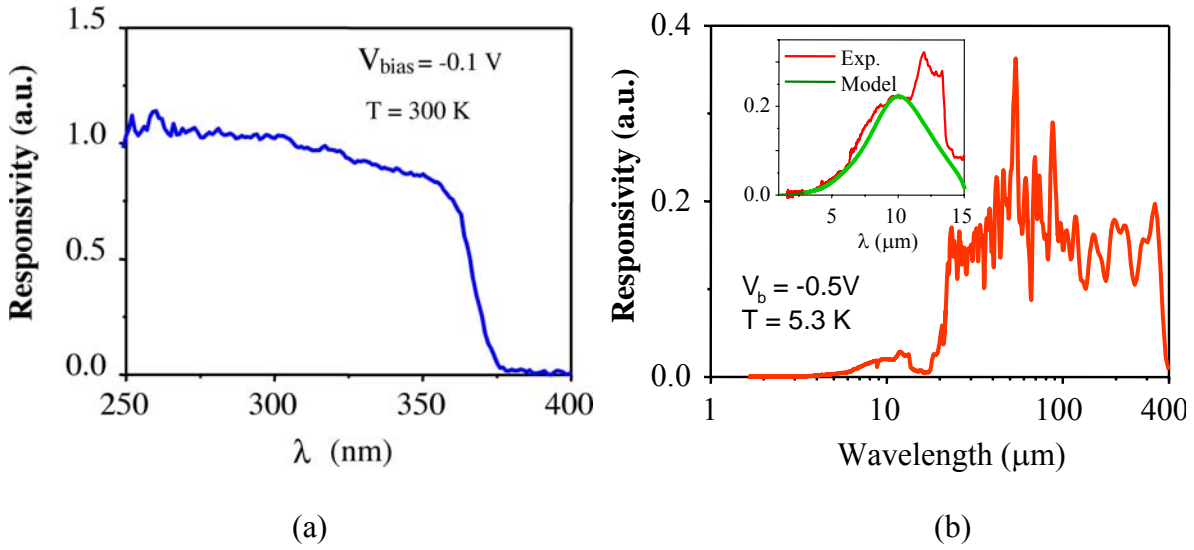 Responsivity (a.u.)
1.5
1.0
0.5
0.0
V_bias = -0.1 V
T = 300 K
250 300 350 400
λ (nm)
(a)
Responsivity (a.u.)
0.4
0.2
0.0
Exp.
Model
0.2
0.0
5 10 15
λ (μm)
V_b = -0.5V
T = 5.3 K
1 10 100 400
Wavelength (μm)
(b)